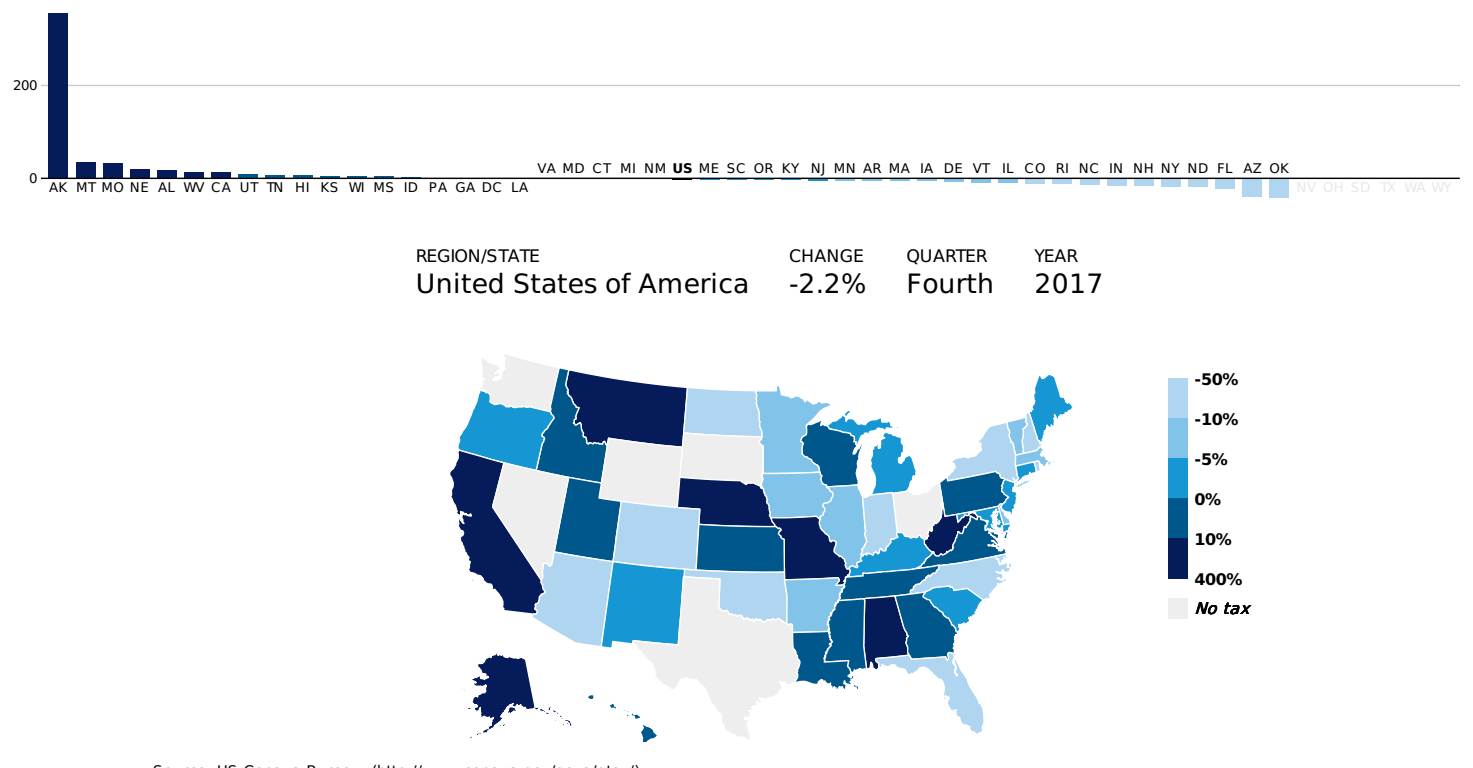 200
VA MD CT MI NM US ME SC OR KY NJ MN AR MA IA DE VT IL CO RI NC IN NH NY ND FL AZ OK
0
AK MT MO NE AL WV CA UT TN HI KS WI MS ID PA GA DC LA NV OH SD TX WA WY
REGION/STATE CHANGE QUARTER YEAR
United States of America -2.2% Fourth 2017
-50%
-10%
-5%
0%
10%
400%
No tax